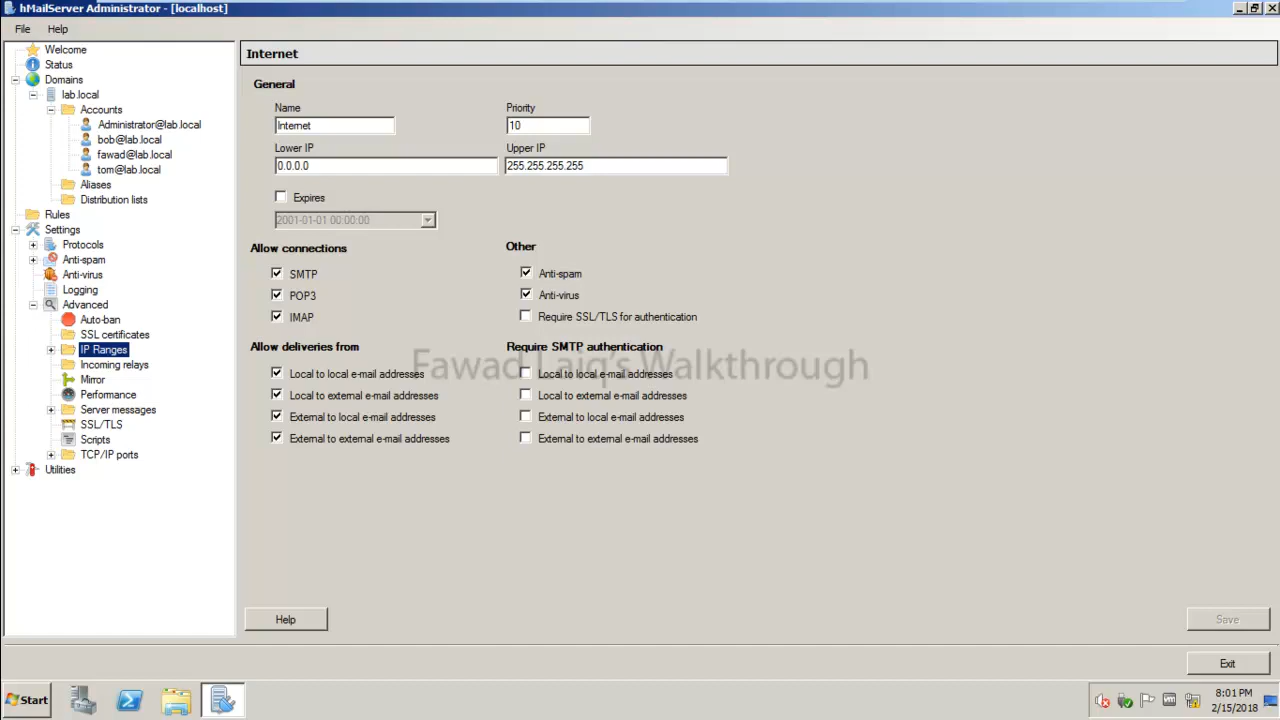 hMailServer Administrator - [localhost]
File Help
Welcome
Status
Domains
lab.local
Accounts
Administrator@lab.local
bob@lab.local
fawad@lab.local
tom@lab.local
Aliases
Distribution lists
Rules
Settings
Protocols
Anti-spam
Anti-virus
Logging
Advanced
Auto-ban
SSL certificates
IP Ranges
Incoming relays
Mirror
Performance
Server messages
SSL/TLS
Scripts
TCP/IP ports
Utilities
Internet
General
Name Priority
Internet 10
Lower IP Upper IP
0.0.0.0 255.255.255.255
Expires
2001-01-01 00:00:00
Allow connections Other
SMTP Anti-spam
POP3 Anti-virus
IMAP Require SSL/TLS for authentication
Allow deliveries from Require SMTP authentication
Fawad Laiq's Walkthrough
Local to local e-mail addresses Local to local e-mail addresses
Local to external e-mail addresses Local to external e-mail addresses
External to local e-mail addresses External to local e-mail addresses
External to external e-mail addresses External to external e-mail addresses
Help Save
Exit
Start
8:01 PM
2/15/2018